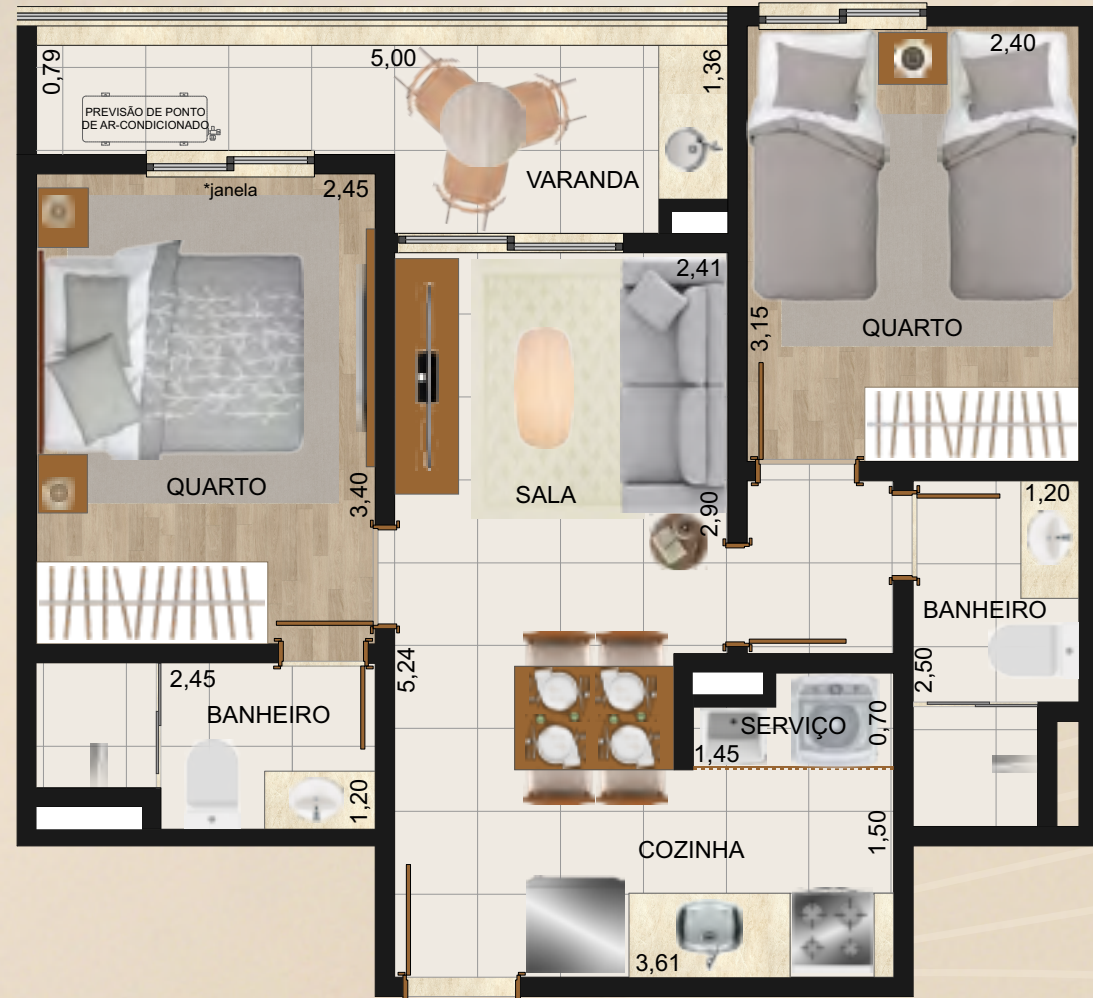 2,40
0,79
5,00
1,36
PREVISÃO DE PONTO
DE AR-CONDICIONADO
VARANDA
*janela
2,45
2,41
3,15
QUARTO
QUARTO
3,40
SALA
2,90
1,20
BANHEIRO
2,50
5,24
2,45
BANHEIRO
1,20
SERVIÇO
0,70
1,45
1,50
COZINHA
3,61